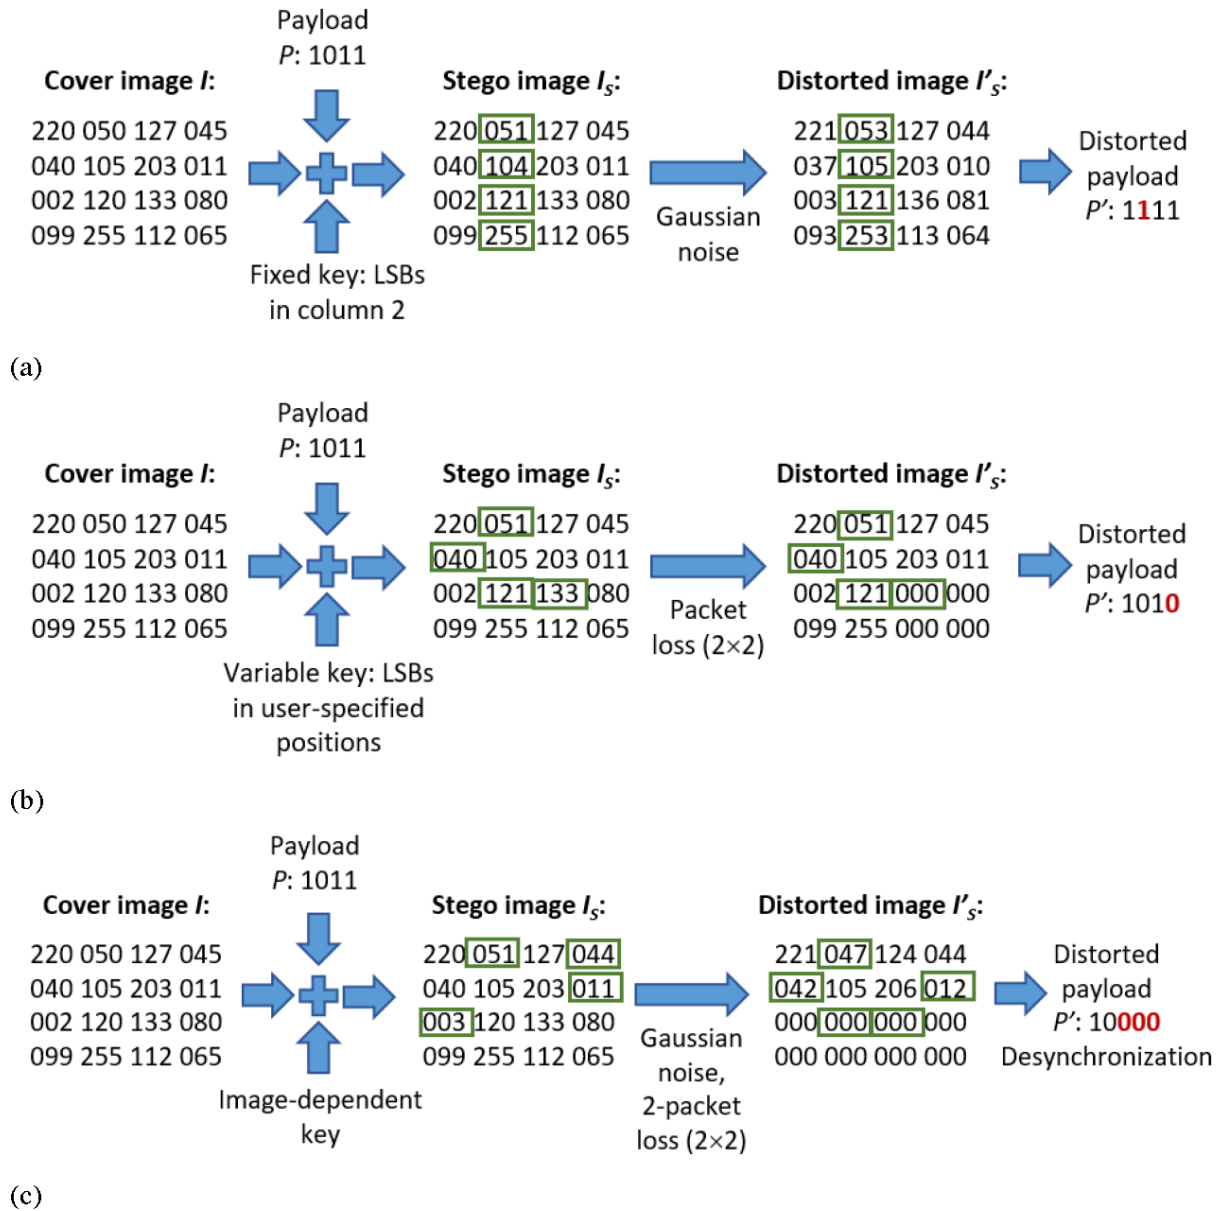 Payload
P: 1011
Cover image I:
Stego image Iₛ:
Distorted image I'ₛ:
220 050 127 045
040 105 203 011
002 120 133 080
099 255 112 065
220 051 127 045
040 104 203 011
002 121 133 080
099 255 112 065
Gaussian
noise
221 053 127 044
037 105 203 010
003 121 136 081
093 253 113 064
Distorted
payload
P': 1111
Fixed key: LSBs
in column 2
(a)
Payload
P: 1011
Cover image I:
Stego image Iₛ:
Distorted image I'ₛ:
220 050 127 045
040 105 203 011
002 120 133 080
099 255 112 065
220 051 127 045
040 105 203 011
002 121 133 080
099 255 112 065
Packet
loss (2×2)
220 051 127 045
040 105 203 011
002 121 000 000
099 255 000 000
Distorted
payload
P': 1010
Variable key: LSBs
in user-specified
positions
(b)
Payload
P: 1011
Cover image I:
Stego image Iₛ:
Distorted image I'ₛ:
220 050 127 045
040 105 203 011
002 120 133 080
099 255 112 065
220 051 127 044
040 105 203 011
003 120 133 080
099 255 112 065
Gaussian
noise,
2-packet
loss (2×2)
221 047 124 044
042 105 206 012
000 000 000 000
000 000 000 000
Distorted
payload
P': 10000
Desynchronization
Image-dependent
key
(c)